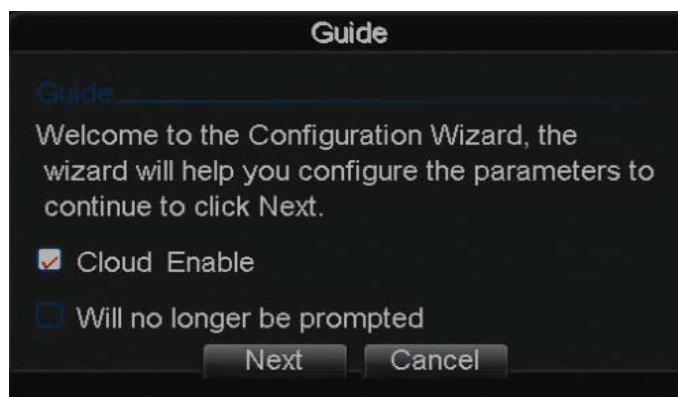 Guide
Guide
Welcome to the Configuration Wizard, the
wizard will help you configure the parameters to
continue to click Next.
Cloud Enable
Will no longer be prompted
Next Cancel